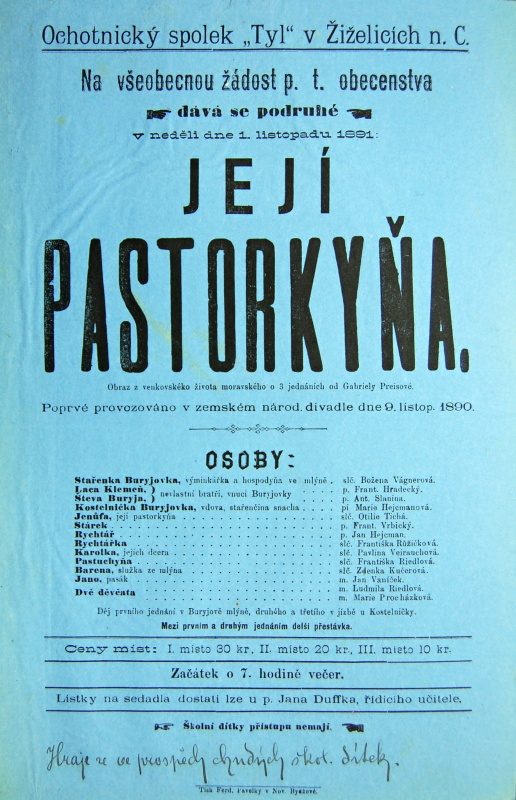 Ochotnický spolek „Tyl“ v Žiželicích n. C.
Na všeobecnou žádost p. t. obecenstva
dává se podruhé
v neděli dne 1. listopadu 1891:
JEJÍ
PASTORKYŇA.
Obraz z venkovského života moravského o 3 jednáních od Gabriely Preisové.
Poprvé provozováno v zemském národ. divadle dne 9. listop. 1890.
OSOBY:
Stařenka Buryjovka, výminkářka a hospodyňa ve mlýně . slč. Božena Vágnerová.
Laca Klemeň, ) nevlastní bratři, vnuci Buryjovky . . . . p. Frant. Hradecký.
Števa Buryja, ) p. Ant. Slanina.
Kostelnička Buryjovka, vdova, stařenčina snacha . . . . pí Marie Hejcmanová.
Jenůfa, její pastorkyňa . . . . slč. Otilie Tichá.
Stárek . . . . p. Frant. Vrbický.
Rychtář . . . . p. Jan Hejcman.
Rychtářka . . . . slč. Františka Růžičková.
Karolka, jejich dcera . . . . slč. Pavlina Veirauchová.
Pastuchyňa . . . . slč. Františka Riedlová.
Barena, služka ze mlýna . . . . slč. Zdenka Kučerová.
Jano, pasák . . . . m. Jan Vaníček.
Dvě děvčata . . . . m. Ludmila Riedlová.
m. Marie Procházková.
Děj prvního jednání v Buryjově mlýně, druhého a třetího v jizbě u Kostelničky.
Mezi prvním a druhým jednáním delší přestávka.
Ceny míst: I. místo 30 kr., II. místo 20 kr., III. místo 10 kr.
Začátek o 7. hodině večer.
Lístky na sedadla dostati lze u p. Jana Duffka, řídícího učitele.
Školní dítky přístupu nemají.
Hraje se ve prospěch chudých škol. dítek.
Tisk Ferd. Pavelky v Nov. Bydžově.